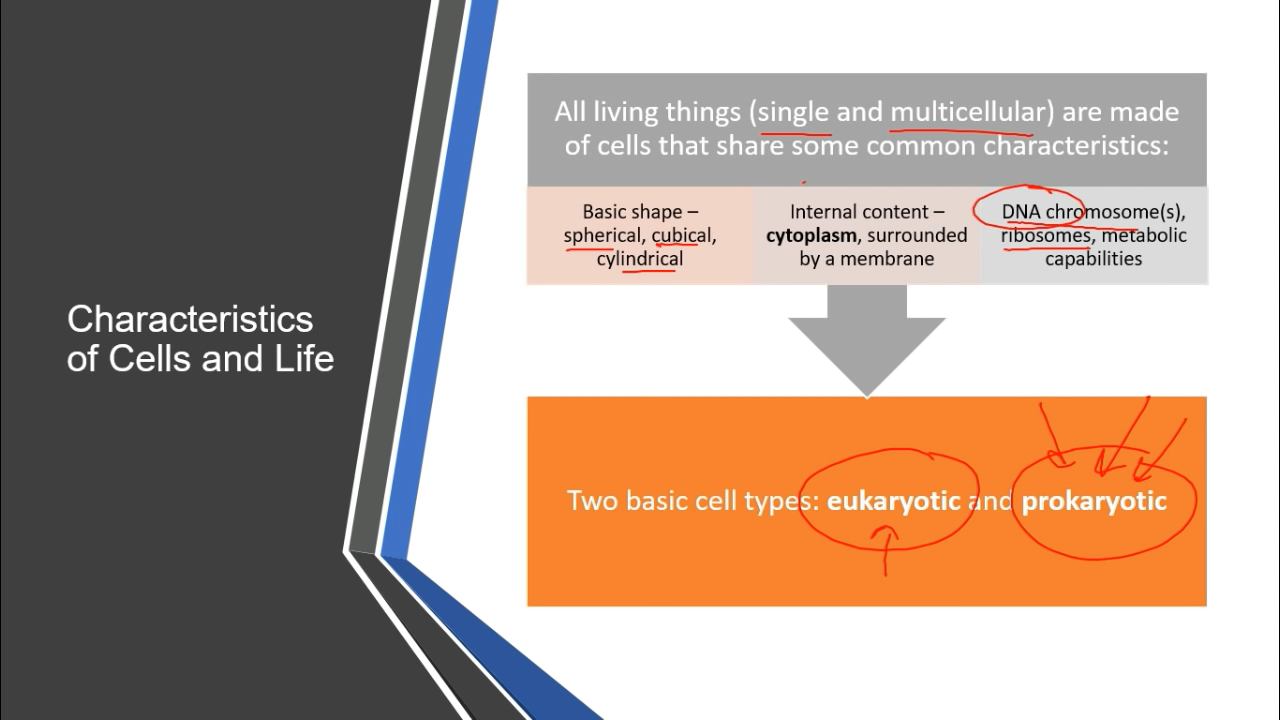 Characteristics
of Cells and Life
All living things (single and multicellular) are made
of cells that share some common characteristics:
Basic shape –
spherical, cubical,
cylindrical
Internal content –
cytoplasm, surrounded
by a membrane
DNA chromosome(s),
ribosomes, metabolic
capabilities
Two basic cell types: eukaryotic and prokaryotic